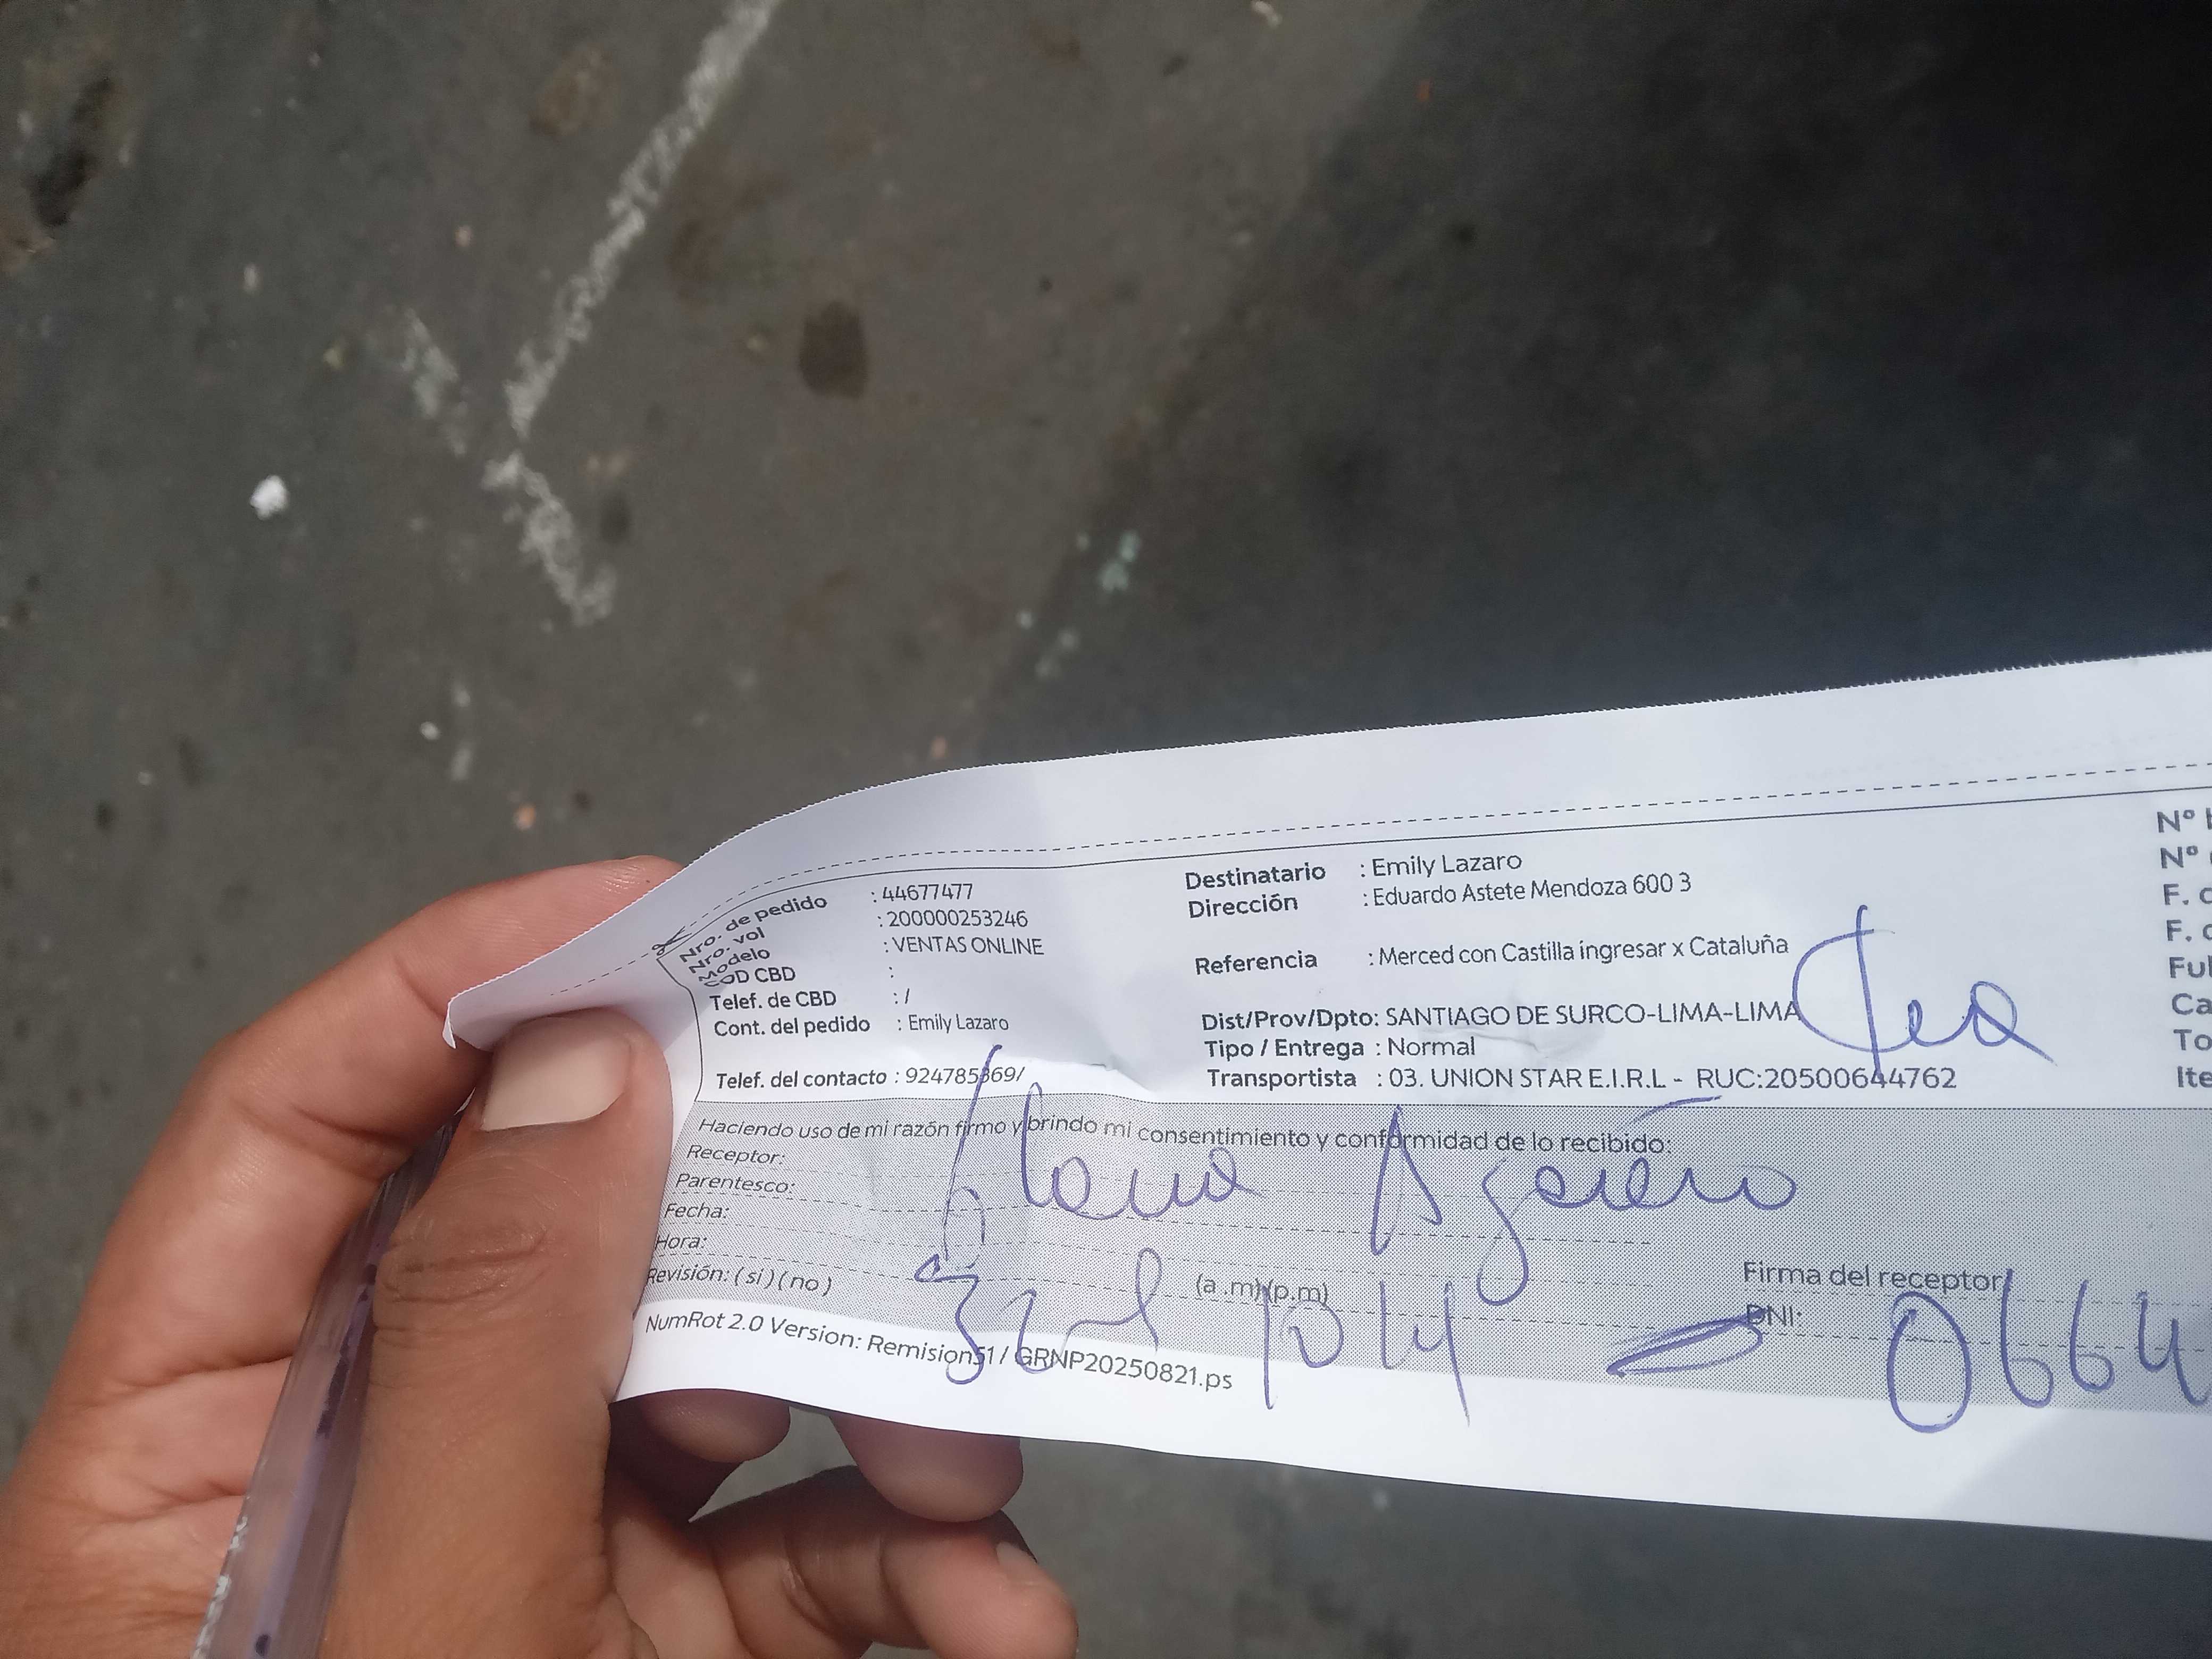 Nro. de pedido : 44677477
Nro. vol : 200000253246
Modelo : VENTAS ONLINE
COD CBD :
Telef. de CBD : /
Cont. del pedido : Emily Lazaro
Telef. del contacto : 924785369/
Destinatario : Emily Lazaro
Dirección : Eduardo Astete Mendoza 600 3
Referencia : Merced con Castilla ingresar x Cataluña
Dist/Prov/Dpto: SANTIAGO DE SURCO-LIMA-LIMA
Tipo / Entrega : Normal
Transportista : 03. UNION STAR E.I.R.L - RUC:20500644762
Nº
Nº
F.
F.
Haciendo uso de mi razón firmo y brindo mi consentimiento y conformidad de lo recibido:
Receptor:
Parentesco:
Fecha:
Hora: (a.m)(p.m)
Revisión: ( si ) ( no )
Firma del receptor
DNI: 0664
NumRot 2.0 Version: Remision51 / GRNP20250821.ps